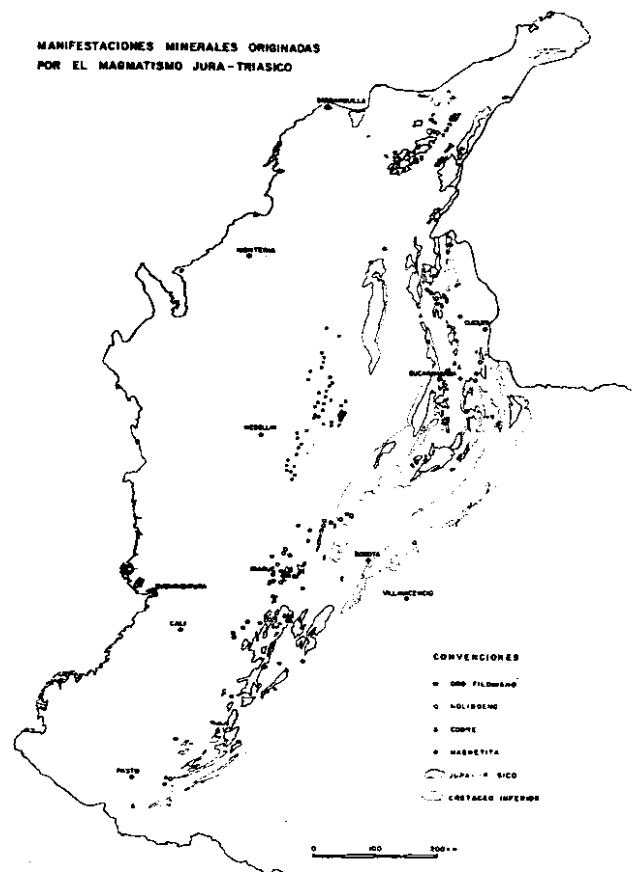 MANIFESTACIONES MINERALES ORIGINADAS
POR EL MAGMATISMO JURA-TRIASICO
BARRANQUILLA
MONTERIA
CUCUTA
BUCARAMANGA
MEDELLIN
IBAGUE
BOGOTA
BUENAVENTURA
VILLAVICENCIO
CALI
CONVENCIONES
ORO FILONIANO
MOLIBDENO
COBRE
MAGNETITA
CRETACEO INFERIOR
PASTO
0 100 200